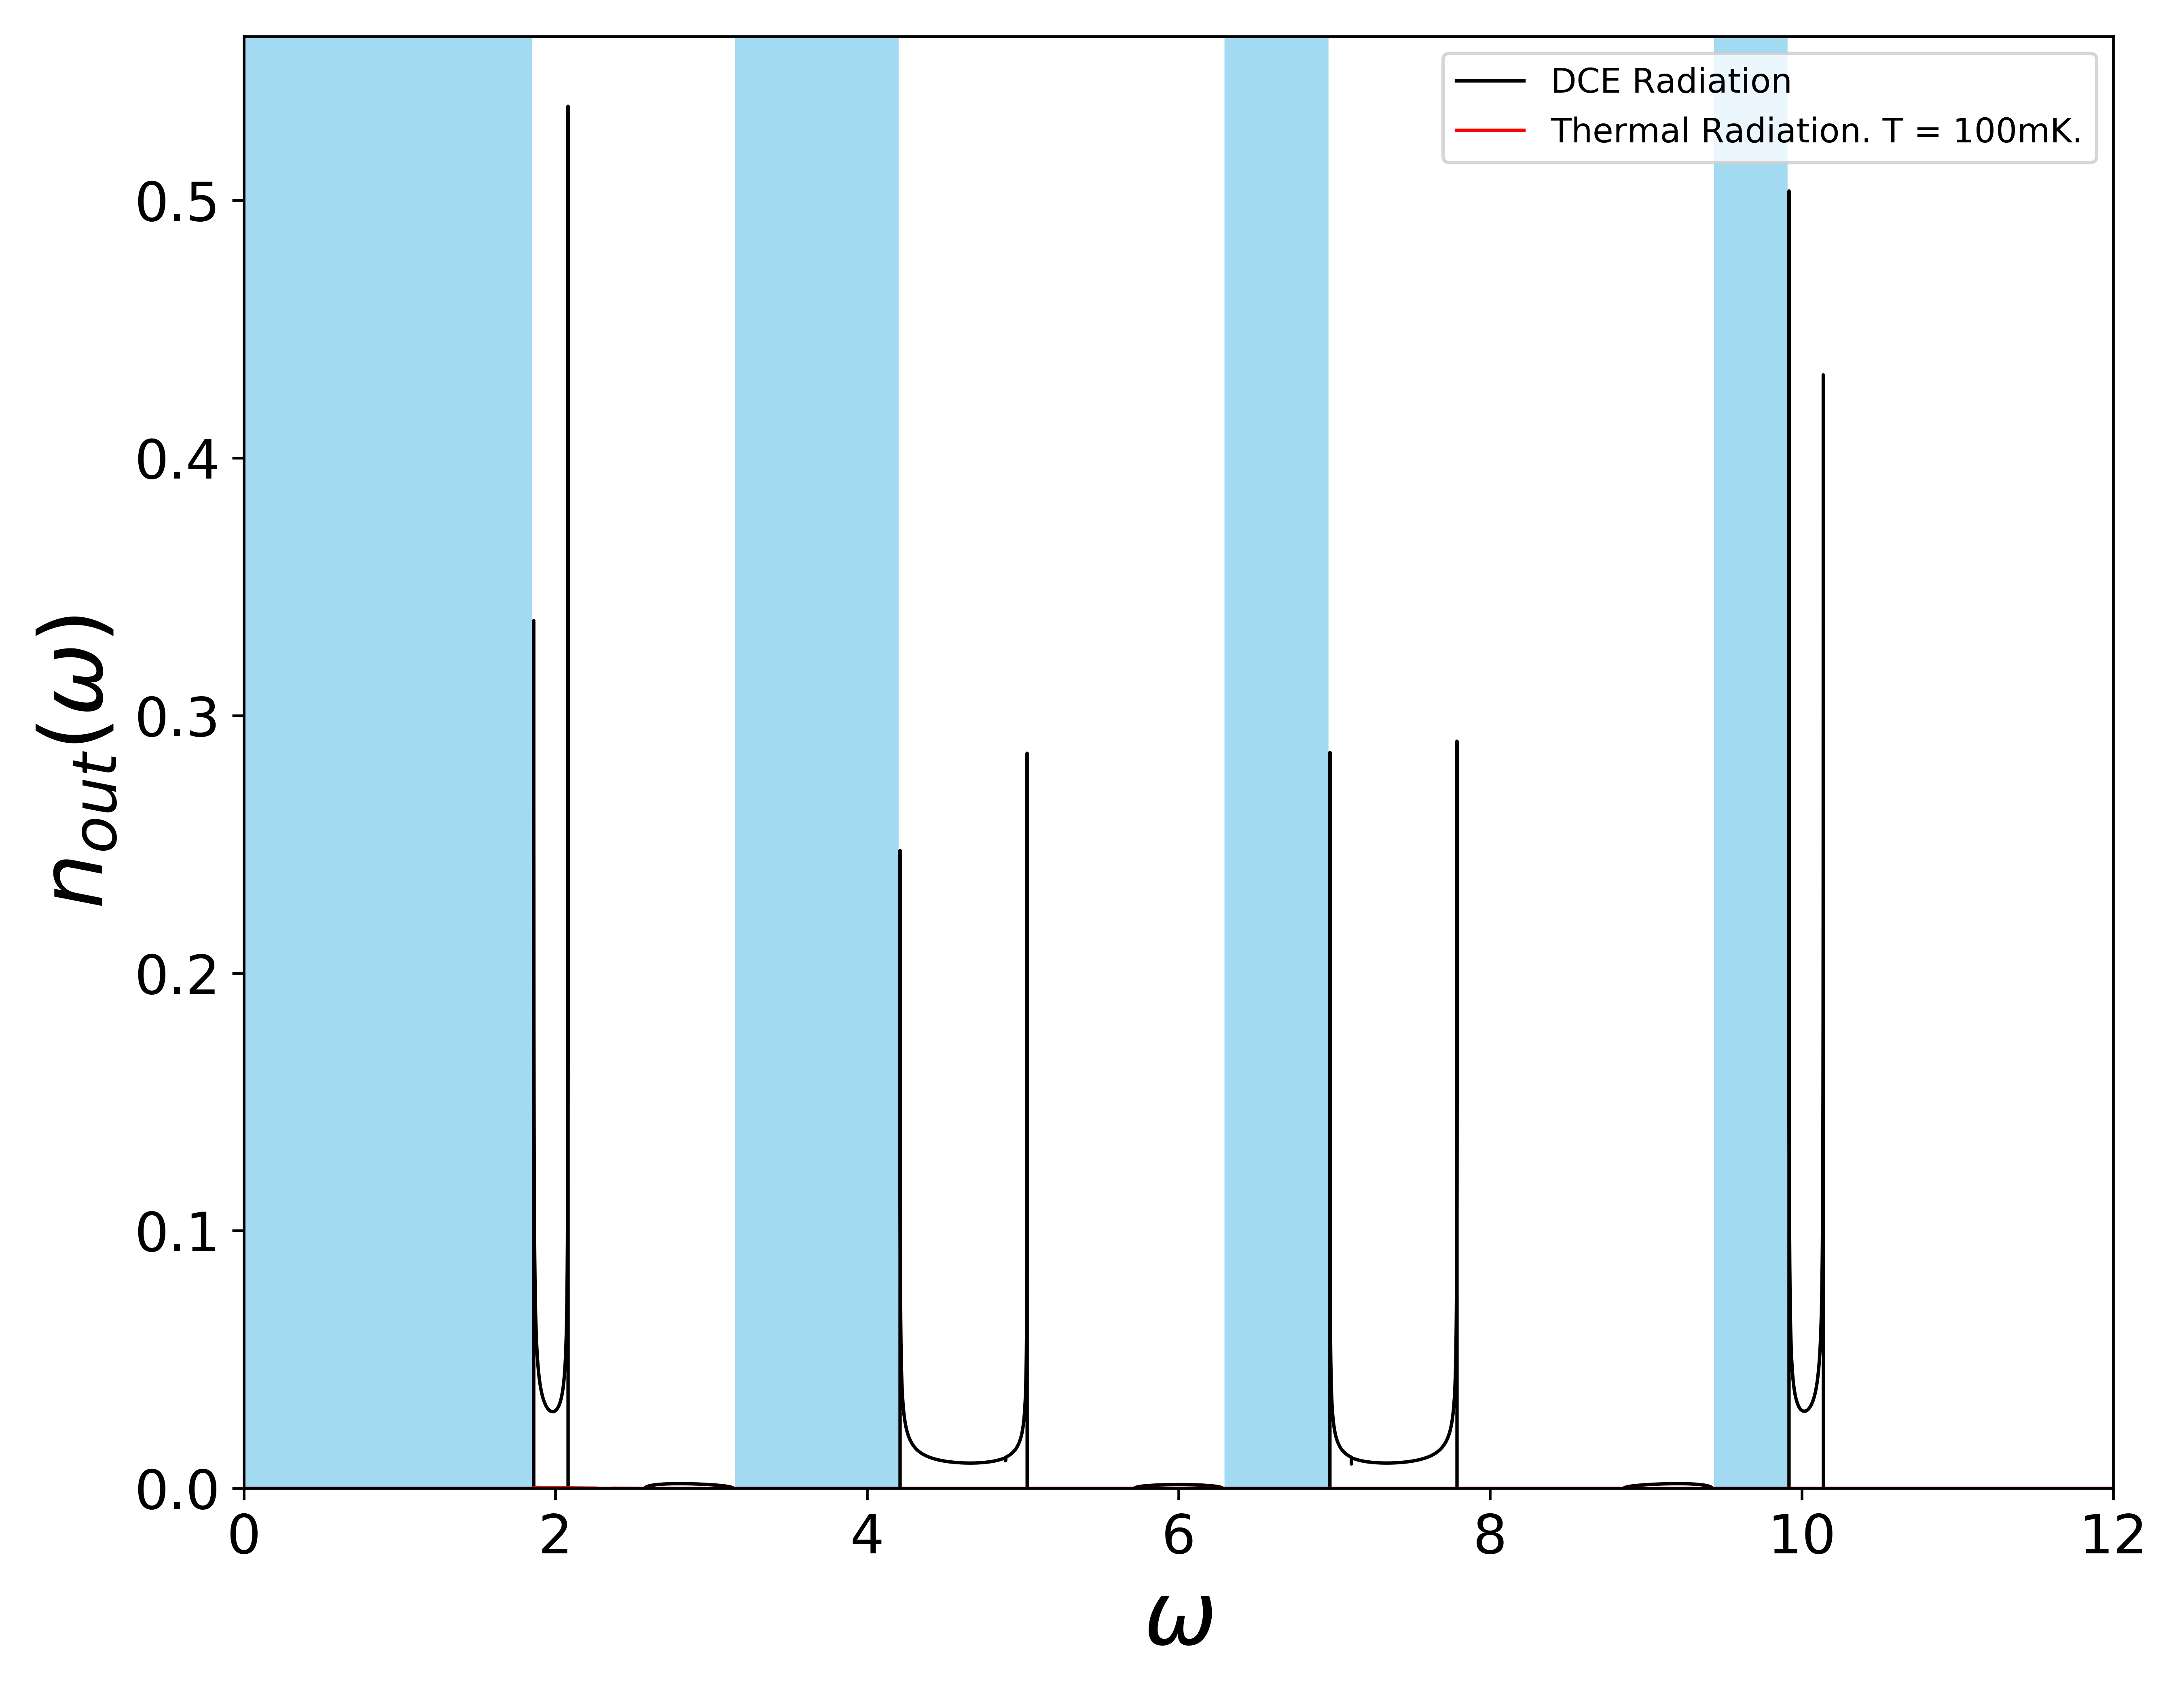 DCE Radiation
Thermal Radiation. T = 100mK.
n_out(ω)
0.5
0.4
0.3
0.2
0.1
0.0
0 2 4 6 8 10 12
ω